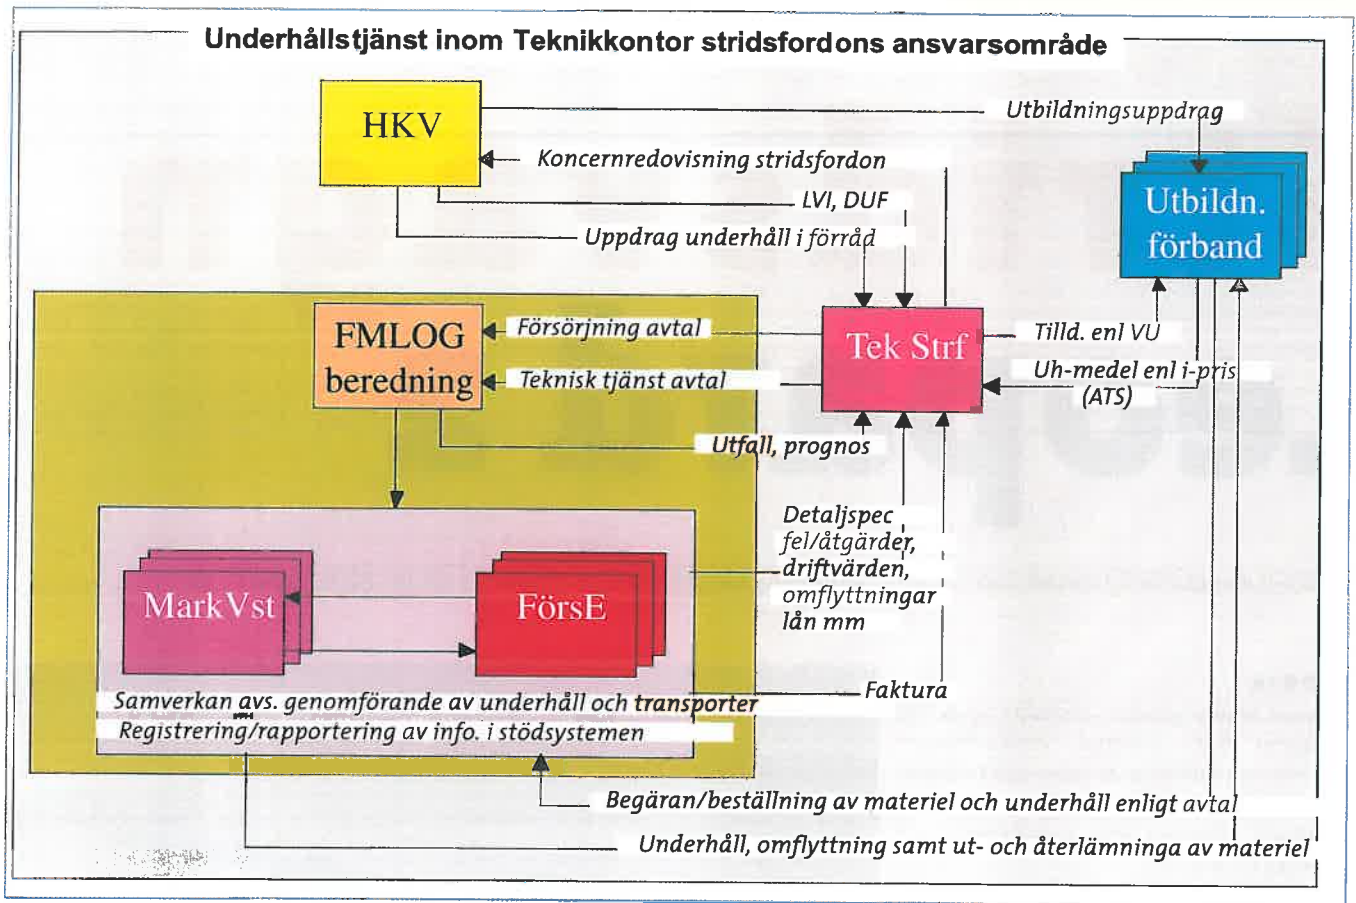 Underhållstjänst inom Teknikkontor stridsfordons ansvarsområde
HKV
Utbildningsuppdrag
Koncernredovisning stridsfordon
LVI, DUF
Uppdrag underhåll i förråd
Utbildn.
förband
FMLOG
beredning
Försörjning avtal
Teknisk tjänst avtal
Tek Strf
Tilld. enl VU
Uh-medel enl i-pris
(ATS)
Utfall, prognos
Detaljspec
fel/åtgärder,
driftvärden,
omflyttningar
lån mm
MarkVst
FörsE
Faktura
Samverkan avs. genomförande av underhåll och transporter
Registrering/rapportering av info. i stödsystemen
Begäran/beställning av materiel och underhåll enligt avtal
Underhåll, omflyttning samt ut- och återlämninga av materiel